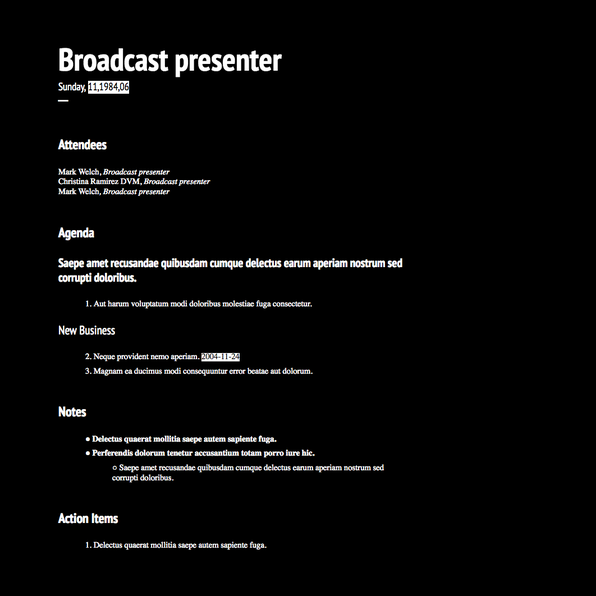 Broadcast presenter
Sunday, 11,1984,06
Attendees
Mark Welch, Broadcast presenter
Christina Ramirez DVM, Broadcast presenter
Mark Welch, Broadcast presenter
Agenda
Saepe amet recusandae quibusdam cumque delectus earum aperiam nostrum sed
corrupti doloribus.
1. Aut harum voluptatum modi doloribus molestiae fuga consectetur.
New Business
2. Neque provident nemo aperiam. 2004-11-24
3. Magnam ea ducimus modi consequuntur error beatae aut dolorum.
Notes
● Delectus quaerat mollitia saepe autem sapiente fuga.
● Perferendis dolorum tenetur accusantium totam porro iure hic.
○ Saepe amet recusandae quibusdam cumque delectus earum aperiam nostrum sed
corrupti doloribus.
Action Items
1. Delectus quaerat mollitia saepe autem sapiente fuga.